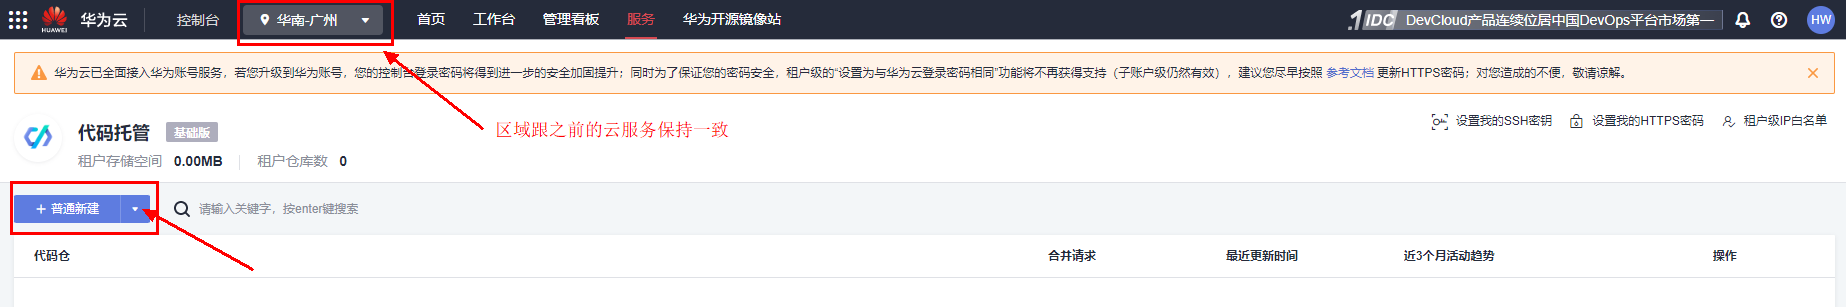 HUAWEI 华为云 控制台 华南-广州 首页 工作台 管理看板 服务 华为开源镜像站 .1 IDC DevCloud产品连续位居中国DevOps平台市场第一 HW
华为云已全面接入华为账号服务，若您升级到华为账号，您的控制台登录密码将得到进一步的安全加固提升；同时为了保证您的密码安全，租户级的“设置为与华为云登录密码相同”功能将不再获得支持（子账户级仍然有效），建议您尽早按照 参考文档 更新HTTPS密码；对您造成的不便，敬请谅解。
区域跟之前的云服务保持一致
代码托管 基础版 设置我的SSH密钥 设置我的HTTPS密码 租户级IP白名单
租户存储空间 0.00MB 租户仓库数 0
+ 普通新建 请输入关键字，按enter键搜索
代码仓 合并请求 最近更新时间 近3个月活动趋势 操作